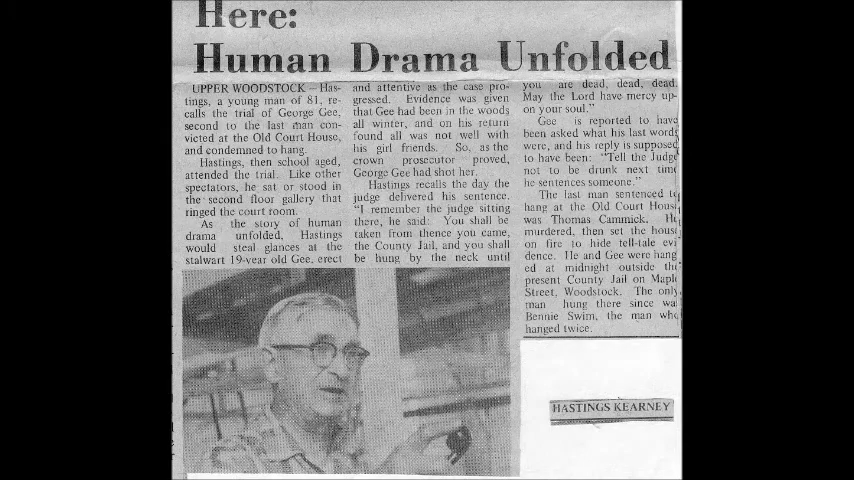 Here:
Human Drama Unfolded
UPPER WOODSTOCK — Has-
tings, a young man of 81, re-
calls the trial of George Gee,
second to the last man con-
victed at the Old Court House,
and condemned to hang.
Hastings, then school aged,
attended the trial. Like other
spectators, he sat or stood in
the second floor gallery that
ringed the court room.
As the story of human
drama unfolded, Hastings
would steal glances at the
stalwart 19-year old Gee, erect
and attentive as the case pro-
gressed. Evidence was given
that Gee had been in the woods
all winter, and on his return
found all was not well with
his girl friends. So, as the
crown prosecutor proved,
George Gee had shot her.
Hastings recalls the day the
judge delivered his sentence.
"I remember the judge sitting
there, he said: You shall be
taken from thence you came,
the County Jail, and you shall
be hung by the neck until
you are dead, dead, dead.
May the Lord have mercy up-
on your soul."
Gee is reported to have
been asked what his last words
were, and his reply is supposed
to have been: "Tell the Judge
not to be drunk next time
he sentences someone."
The last man sentenced to
hang at the Old Court House
was Thomas Cammick. He
murdered, then set the house
on fire to hide tell-tale evi
dence. He and Gee were hang
ed at midnight outside the
present County Jail on Maple
Street, Woodstock. The only
man hung there since was
Bennie Swim, the man who
hanged twice.
HASTINGS KEARNEY